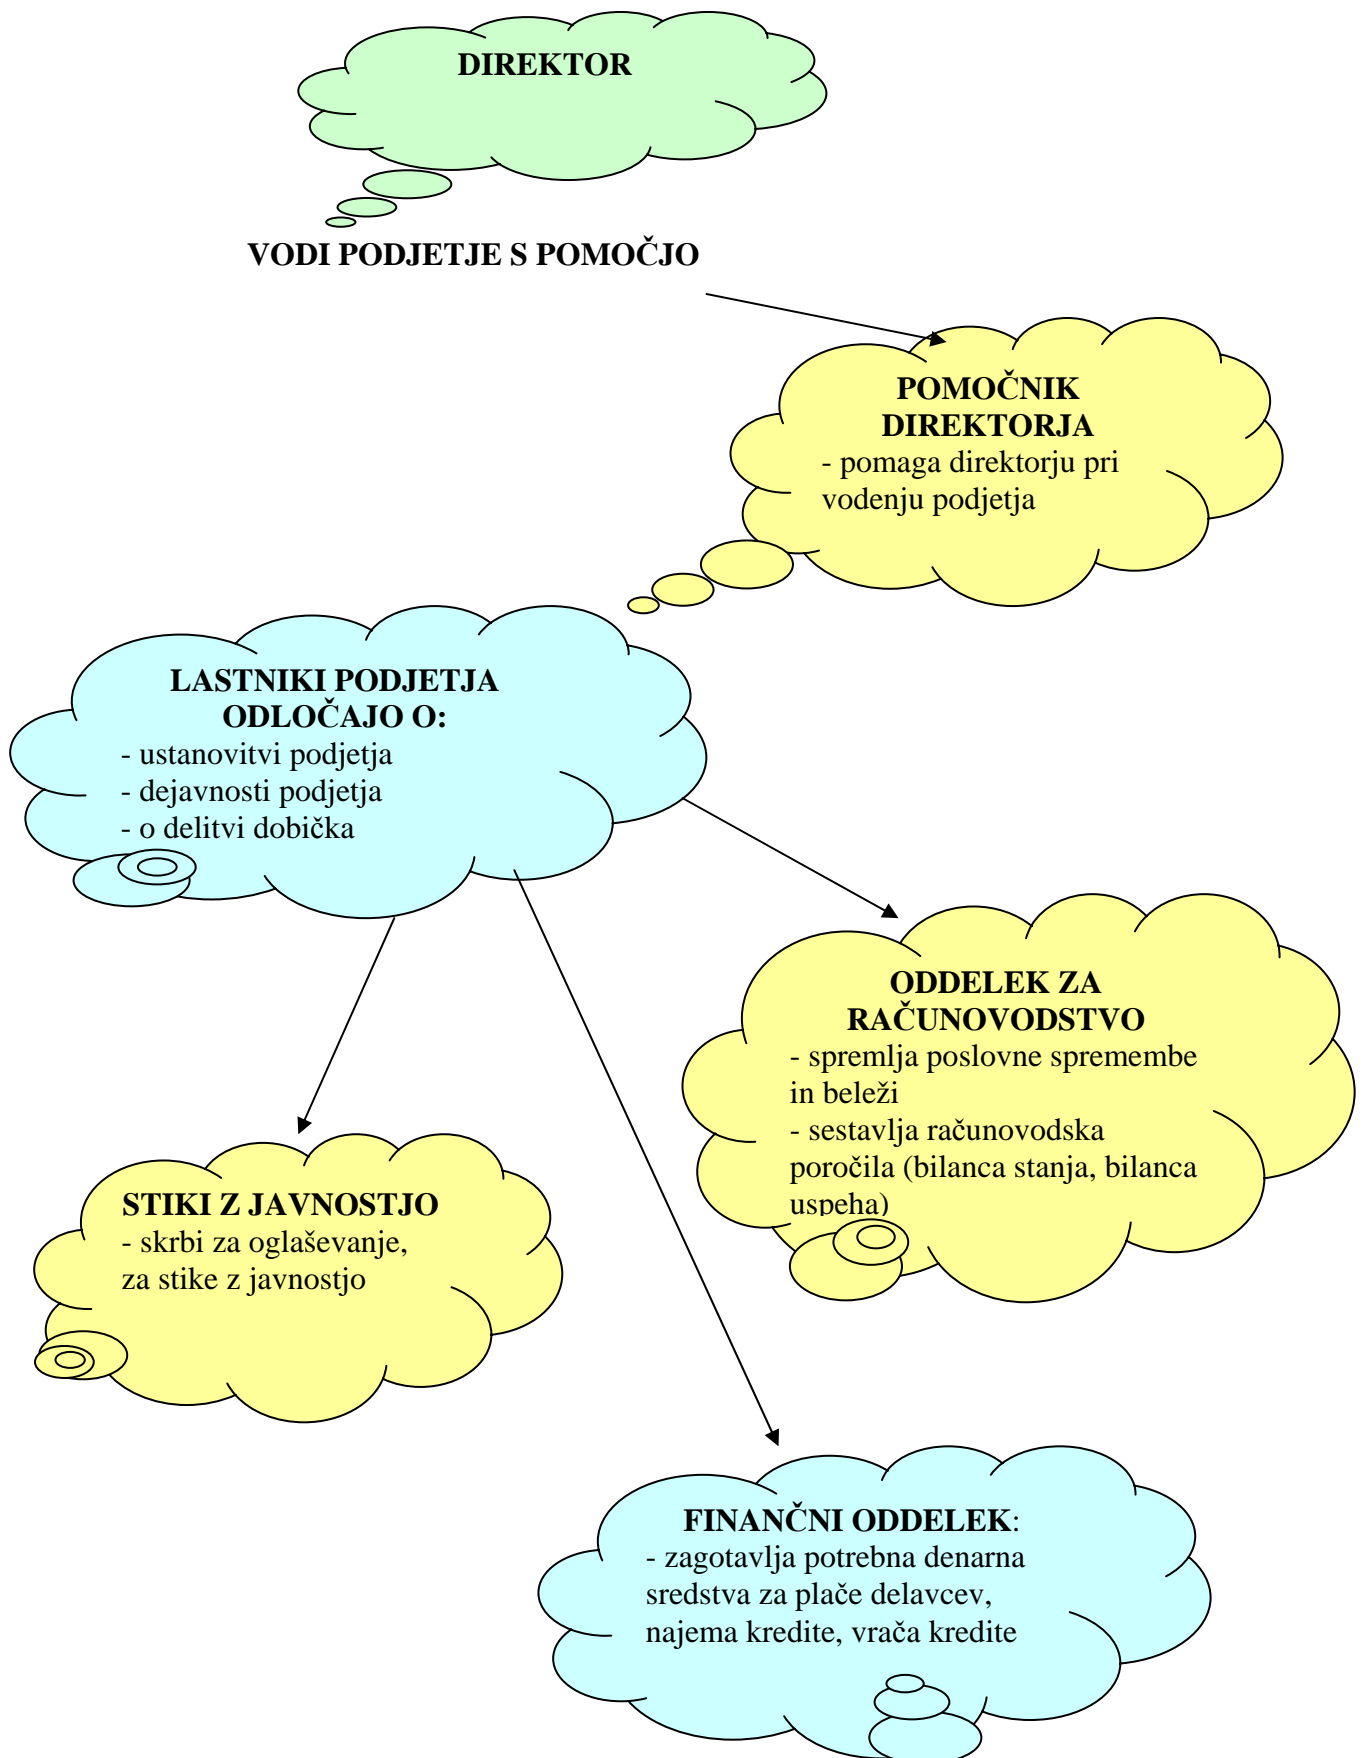 DIREKTOR
VODI PODJETJE S POMOČJO
POMOČNIK
DIREKTORJA
- pomaga direktorju pri
vodenju podjetja
LASTNIKI PODJETJA
ODLOČAJO O:
- ustanovitvi podjetja
- dejavnosti podjetja
- o delitvi dobička
ODDELEK ZA
RAČUNOVODSTVO
- spremlja poslovne spremembe
in beleži
- sestavlja računovodska
poročila (bilanca stanja, bilanca
uspeha)
STIKI Z JAVNOSTJO
- skrbi za oglaševanje,
za stike z javnostjo
FINANČNI ODDELEK:
- zagotavlja potrebna denarna
sredstva za plače delavcev,
najema kredite, vrača kredite